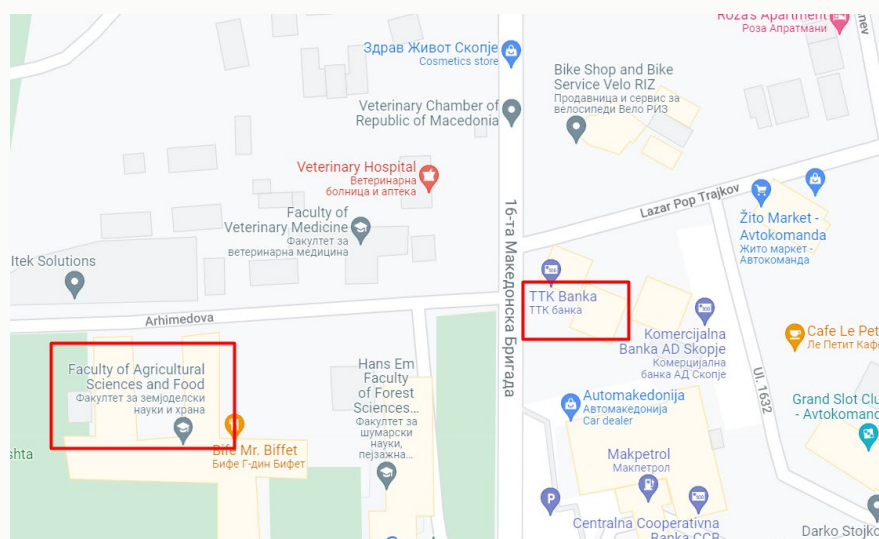 Roza's Apartment
Роза Апратмани
Здрав Живот Скопје
Cosmetics store
Bike Shop and Bike
Service Velo RIZ
Продавница и сервис за
велосипеди Вело РИЗ
Veterinary Chamber of
Republic of Macedonia
Veterinary Hospital
Ветеринарна
болница и аптека
Lazar Pop Trajkov
16-та Македонска Бригада
Faculty of
Veterinary Medicine
Факултет за
ветеринарна медицина
Žito Market -
Avtokomanda
Жито маркет -
Автокоманда
Itek Solutions
TTK Banka
ТТК банка
Arhimedova
Komercijalna
Banka AD Skopje
Комерцијална
банка АД Скопје
Cafe Le Pet
Ле Петит Кафе
Faculty of Agricultural
Sciences and Food
Факултет за земјоделски
науки и храна
Hans Em
Faculty
of Forest
Sciences...
Факултет за
шумарски
науки,
пејзажна...
Ul. 1632
Automakedonija
Автомакедонија
Car dealer
Grand Slot Clu
- Avtokomand
Bife Mr. Biffet
Бифе Г-дин Бифет
Makpetrol
Макпетрол
P
Centralna Cooperativna
Banka CCB
Darko Stojko